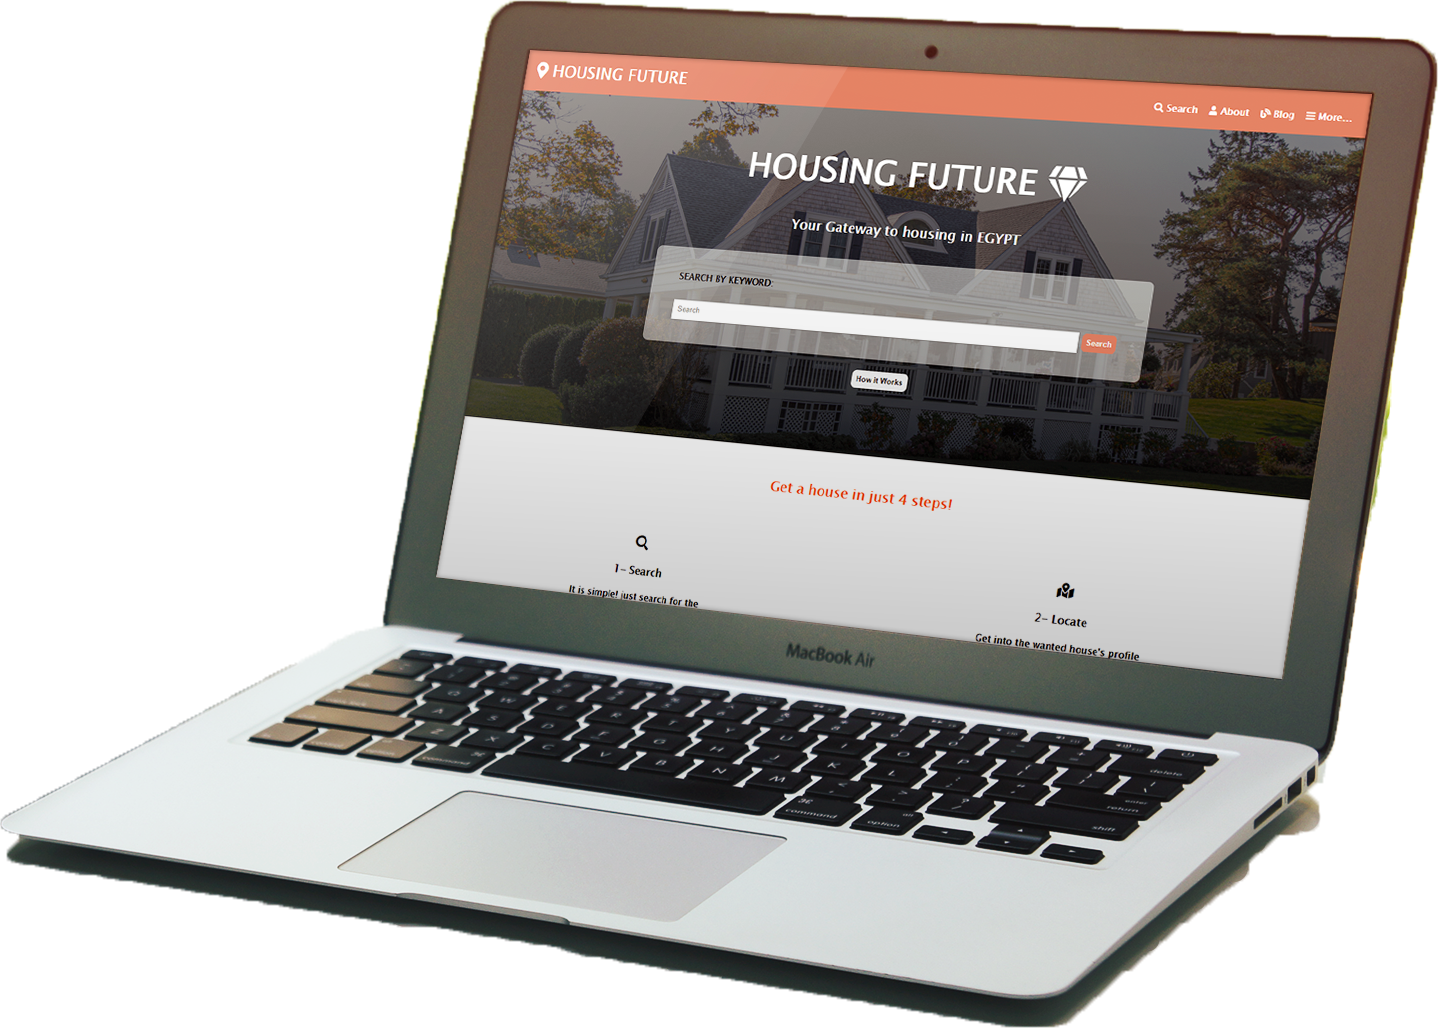 HOUSING FUTURE
Search About Blog More...
HOUSING FUTURE
Your Gateway to housing in EGYPT
SEARCH BY KEYWORD:
Search
Search
How it Works
Get a house in just 4 steps!
1- Search
It is simple! just search for the
2- Locate
Get into the wanted house's profile
MacBook Air
delete
enter
return
shift
command
command
option